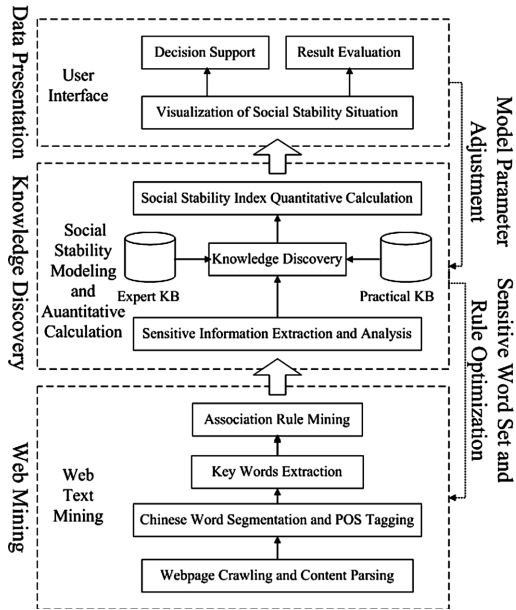 Data Presentation
User
Interface
Decision Support
Result Evaluation
Visualization of Social Stability Situation
Model Parameter
Adjustment
Knowledge Discovery
Social
Stability
Modeling
and
Auantitative
Calculation
Social Stability Index Quantitative Calculation
Expert KB
Knowledge Discovery
Practical KB
Sensitive Information Extraction and Analysis
Sensitive Word Set and
Rule Optimization
Web Mining
Web
Text
Mining
Association Rule Mining
Key Words Extraction
Chinese Word Segmentation and POS Tagging
Webpage Crawling and Content Parsing